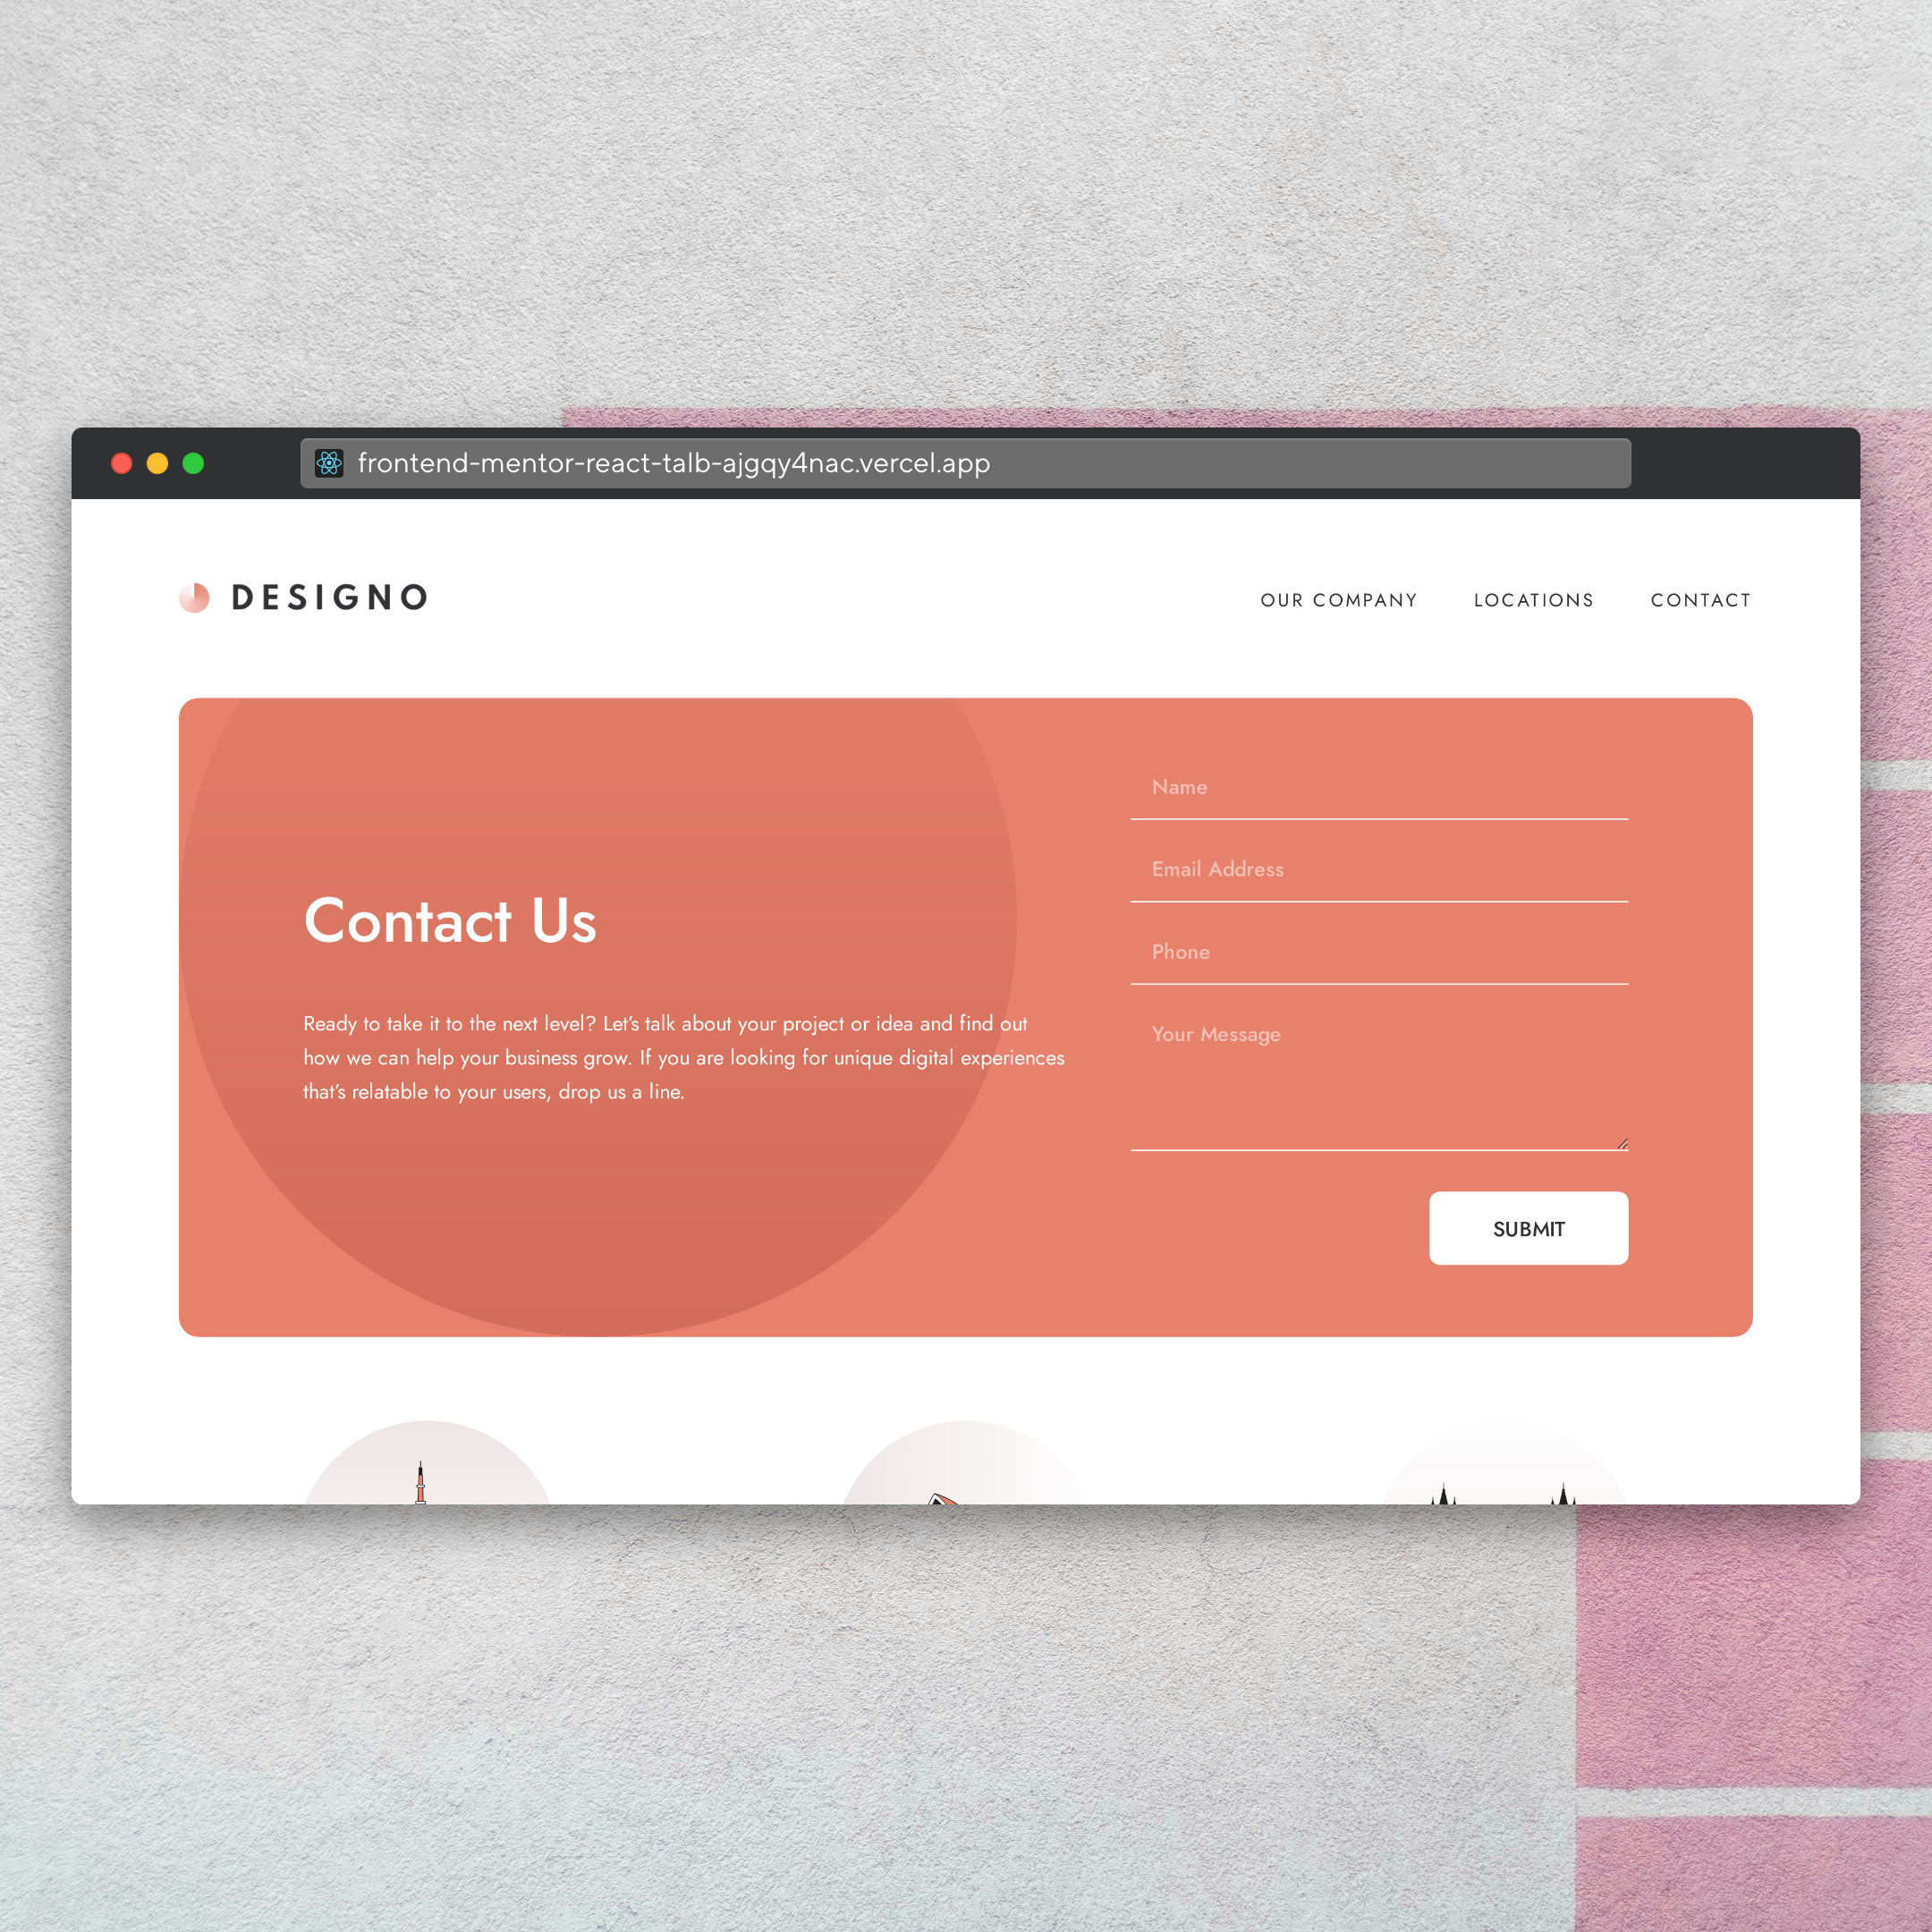 frontend-mentor-react-talb-ajgqy4nac.vercel.app
DESIGNO
OUR COMPANY
LOCATIONS
CONTACT
Contact Us
Ready to take it to the next level? Let’s talk about your project or idea and find out
how we can help your business grow. If you are looking for unique digital experiences
that’s relatable to your users, drop us a line.
Name
Email Address
Phone
Your Message
SUBMIT